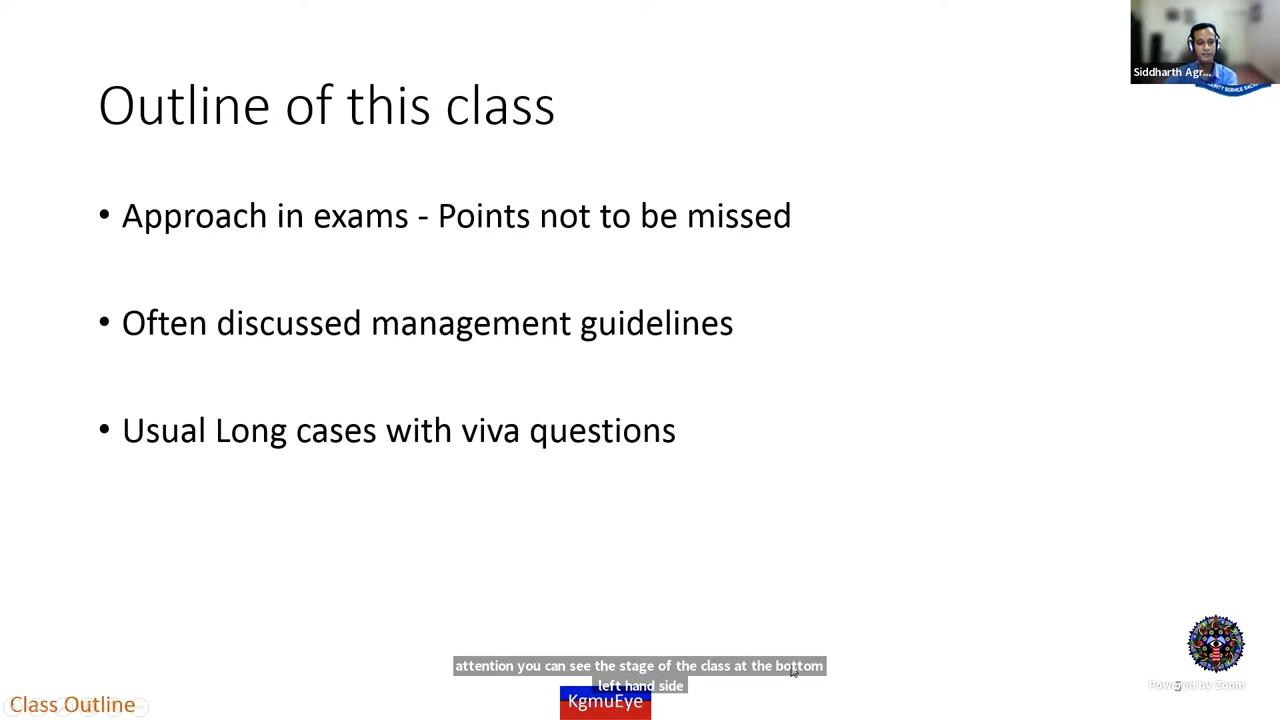 Siddharth Agr...
Outline of this class
• Approach in exams - Points not to be missed
• Often discussed management guidelines
• Usual Long cases with viva questions
attention you can see the stage of the class at the bottom
left hand side
KgmuEye
Class Outline
Powered by Zoom